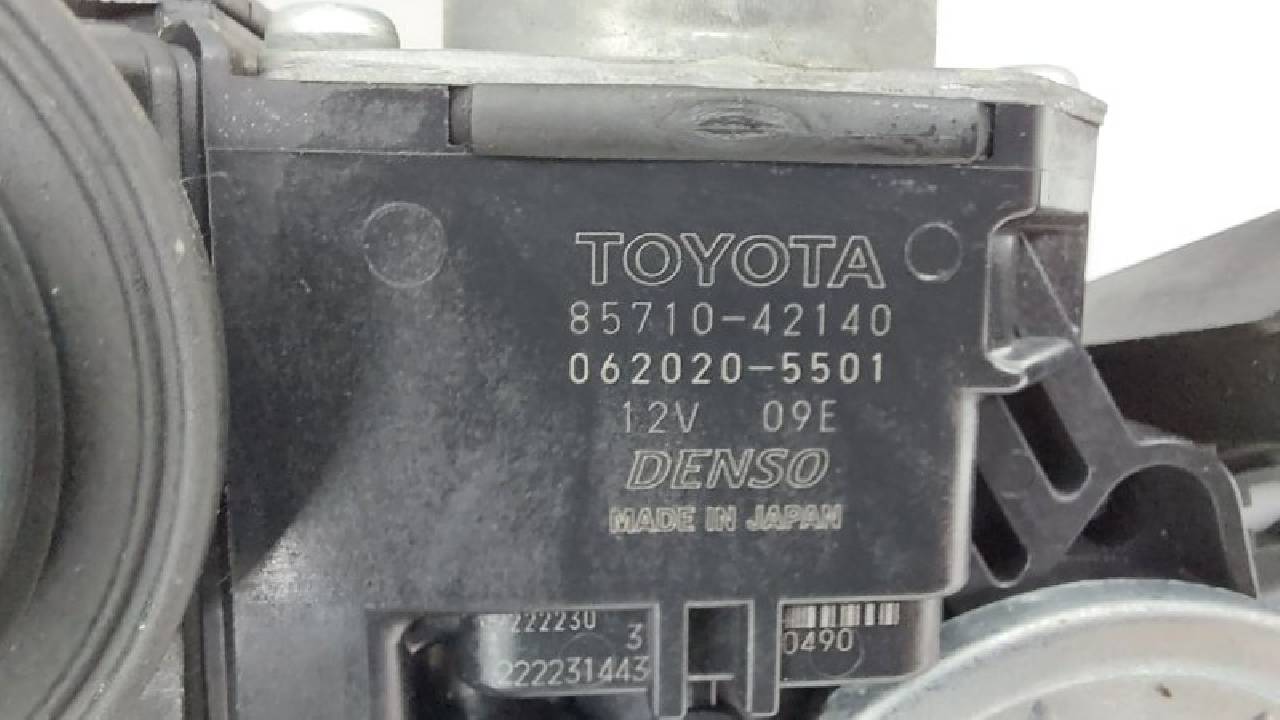 TOYOTA
85710-42140
062020-5501
12V 09E
DENSO
MADE IN JAPAN
222230
3
0490
222231443